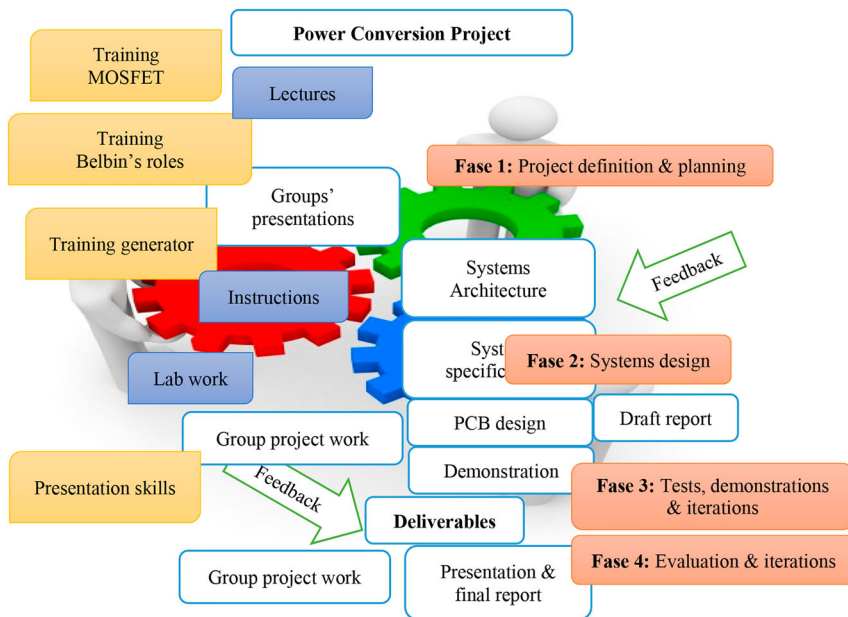 Power Conversion Project
Training
MOSFET
Lectures
Training
Belbin's roles
Fase 1: Project definition & planning
Groups'
presentations
Training generator
Systems
Architecture
Feedback
Instructions
Fase 2: Systems design
Lab work
PCB design
Draft report
Group project work
Demonstration
Feedback
Presentation skills
Fase 3: Tests, demonstrations
& iterations
Deliverables
Fase 4: Evaluation & iterations
Group project work
Presentation &
final report